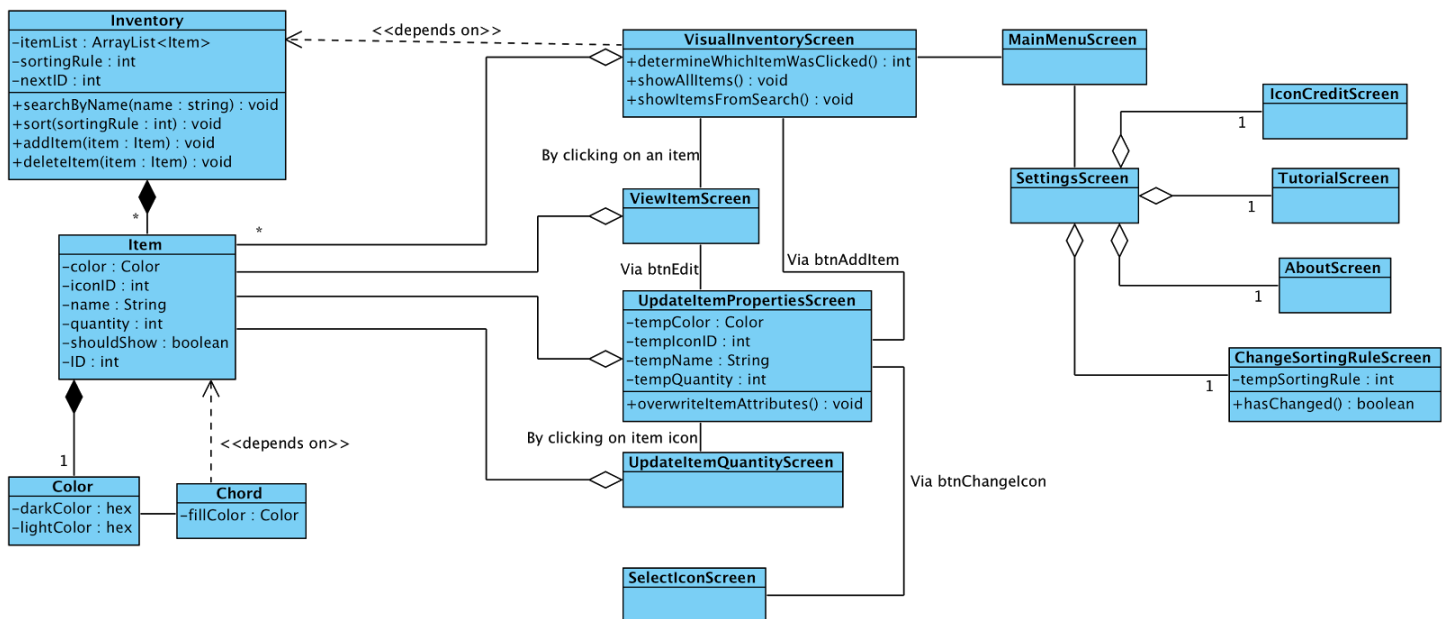 Inventory
-itemList : ArrayList<Item>
-sortingRule : int
-nextID : int
+searchByName(name : string) : void
+sort(sortingRule : int) : void
+addItem(item : Item) : void
+deleteItem(item : Item) : void
<<depends on>>
VisualInventoryScreen
+determineWhichItemWasClicked() : int
+showAllItems() : void
+showItemsFromSearch() : void
MainMenuScreen
IconCreditScreen
1
By clicking on an item
SettingsScreen
TutorialScreen
1
ViewItemScreen
*
*
Item
-color : Color
-iconID : int
-name : String
-quantity : int
-shouldShow : boolean
-ID : int
Via btnEdit
Via btnAddItem
AboutScreen
1
UpdateItemPropertiesScreen
-tempColor : Color
-tempIconID : int
-tempName : String
-tempQuantity : int
+overwriteItemAttributes() : void
ChangeSortingRuleScreen
-tempSortingRule : int
+hasChanged() : boolean
1
<<depends on>>
By clicking on item icon
1
UpdateItemQuantityScreen
Via btnChangeIcon
Color
-darkColor : hex
-lightColor : hex
Chord
-fillColor : Color
SelectIconScreen